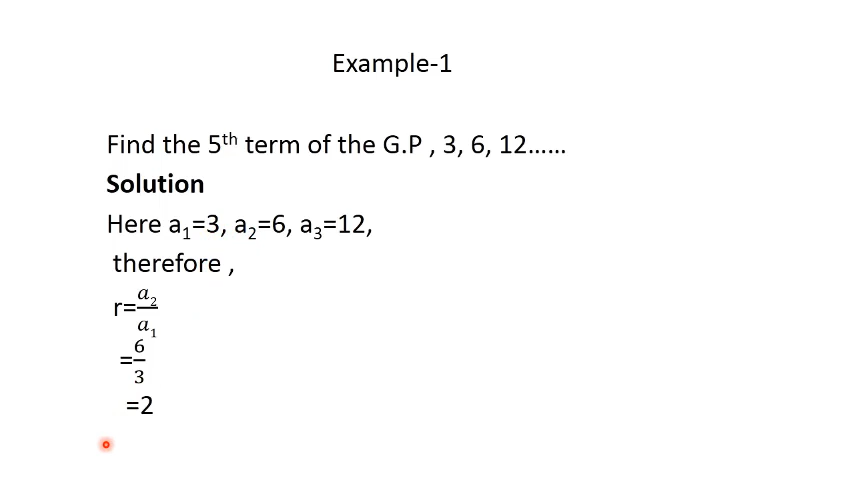 Example-1
Find the 5th term of the G.P , 3, 6, 12......
Solution
Here a₁=3, a₂=6, a₃=12,
therefore ,
r=a₂/a₁
=6/3
=2